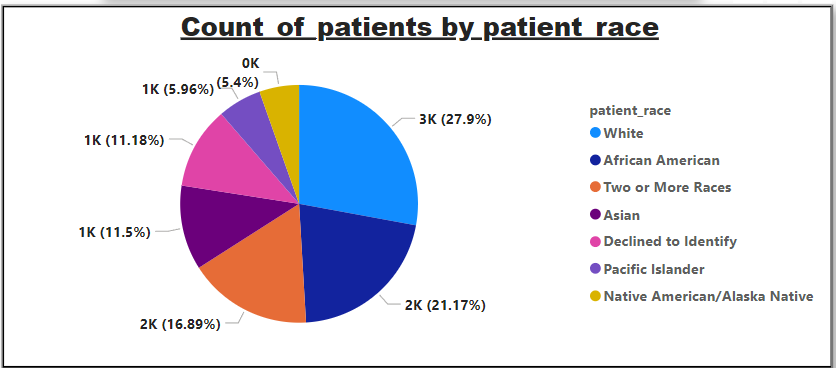 Count of patients by patient_race
0K
(5.4%)
1K (5.96%)
3K (27.9%)
1K (11.18%)
1K (11.5%)
2K (16.89%)
2K (21.17%)
patient_race
White
African American
Two or More Races
Asian
Declined to Identify
Pacific Islander
Native American/Alaska Native